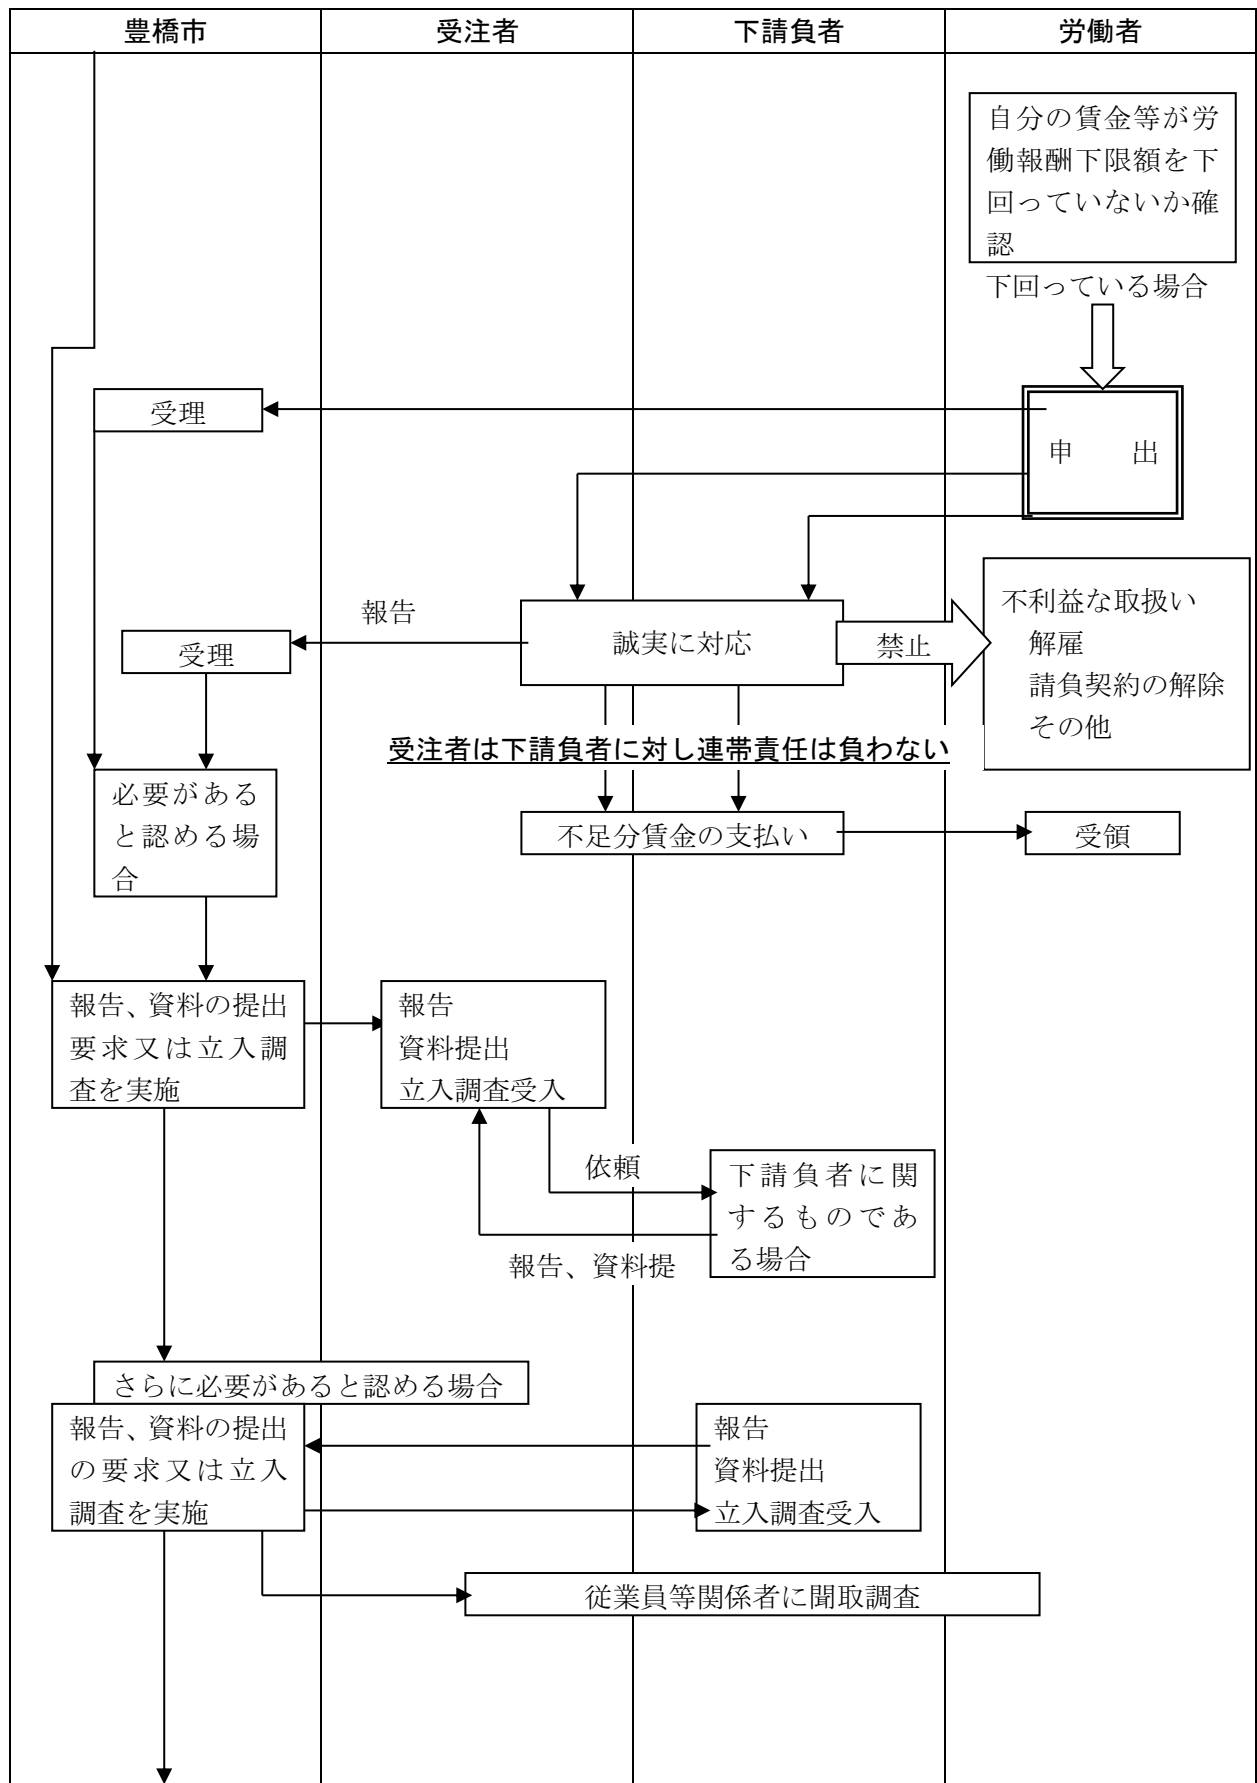 豊橋市 受注者 下請負者 労働者
自分の賃金等が労
働報酬下限額を下
回っていないか確
認
下回っている場合
受理
申 出
報告
受理
誠実に対応
禁止
不利益な取扱い
解雇
請負契約の解除
その他
受注者は下請負者に対し連帯責任は負わない
必要がある
と認める場
合
不足分賃金の支払い
受領
報告、資料の提出
要求又は立入調
査を実施
報告
資料提出
立入調査受入
依頼
下請負者に関
するものであ
る場合
報告、資料提
さらに必要があると認める場合
報告、資料の提出
の要求又は立入
調査を実施
報告
資料提出
立入調査受入
従業員等関係者に聞取調査